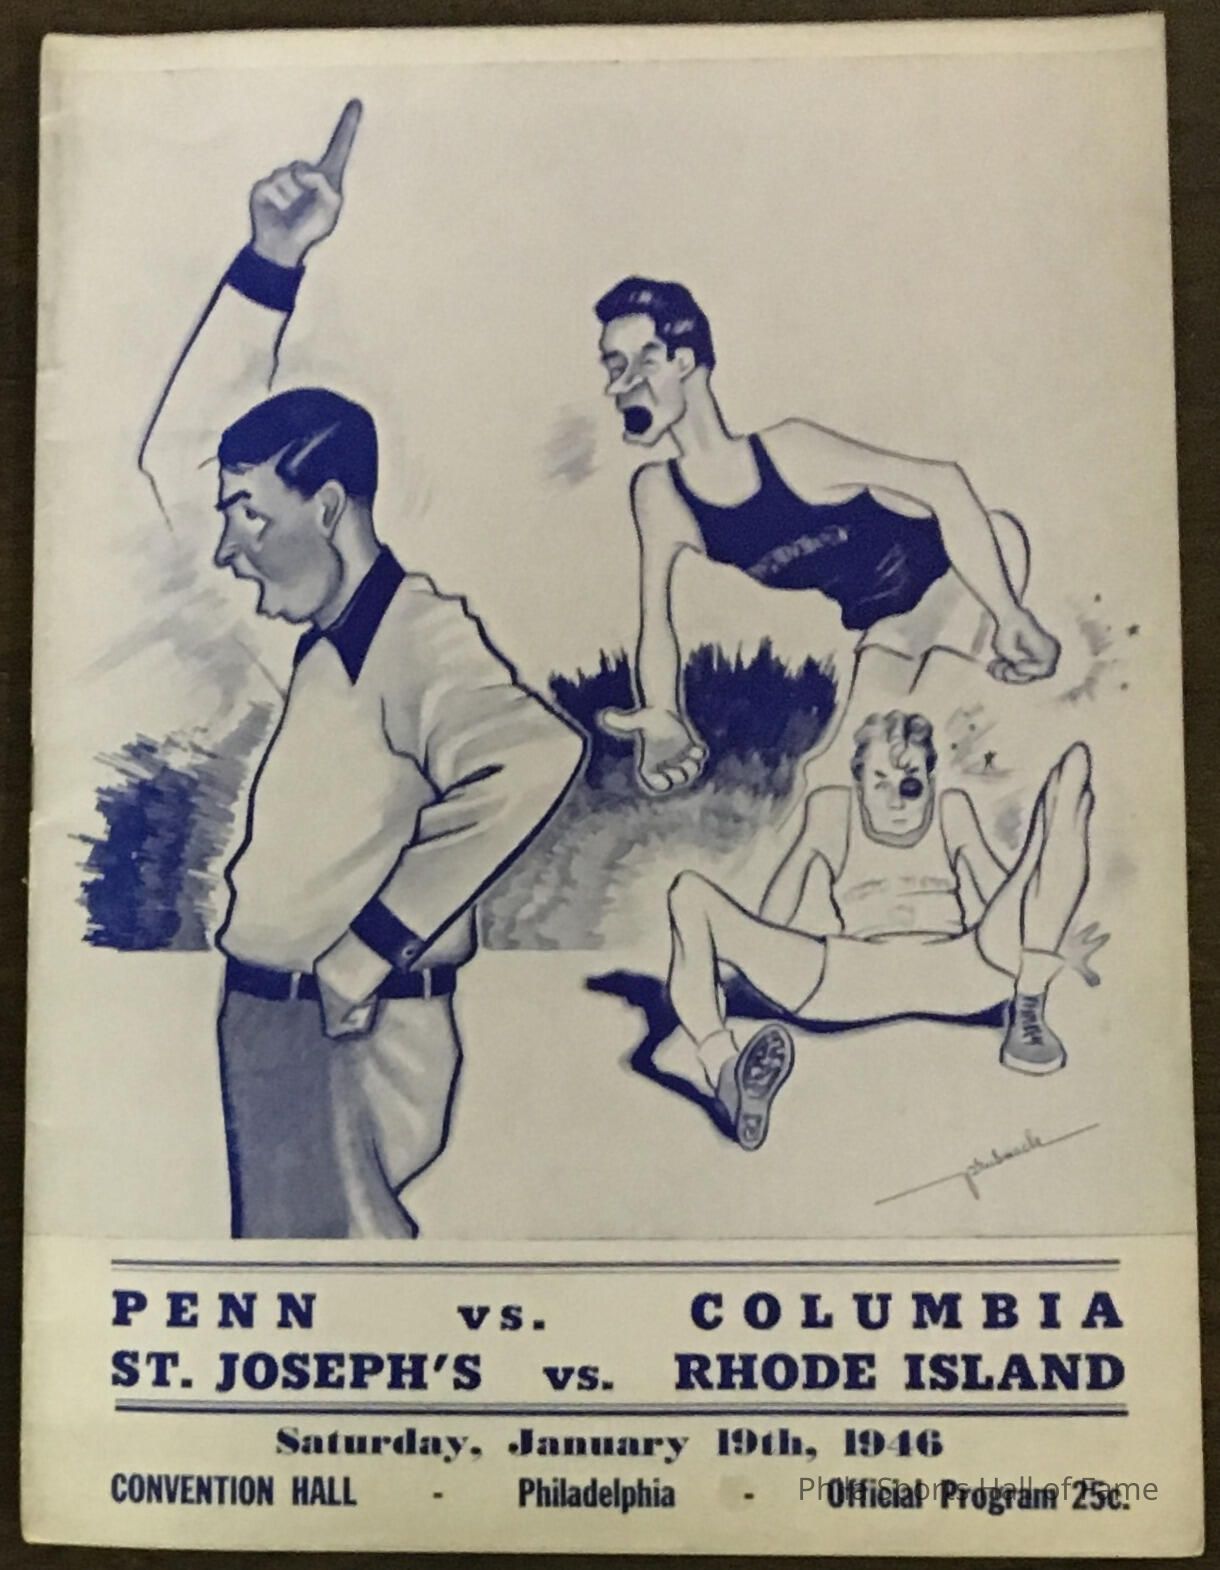 PENN vs. COLUMBIA
ST. JOSEPH'S vs. RHODE ISLAND
Saturday, January 19th, 1946
CONVENTION HALL - Philadelphia - Official Program 25c.
Phila Sports Hall of Fame